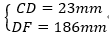 CD = 23mm
DF = 186mm